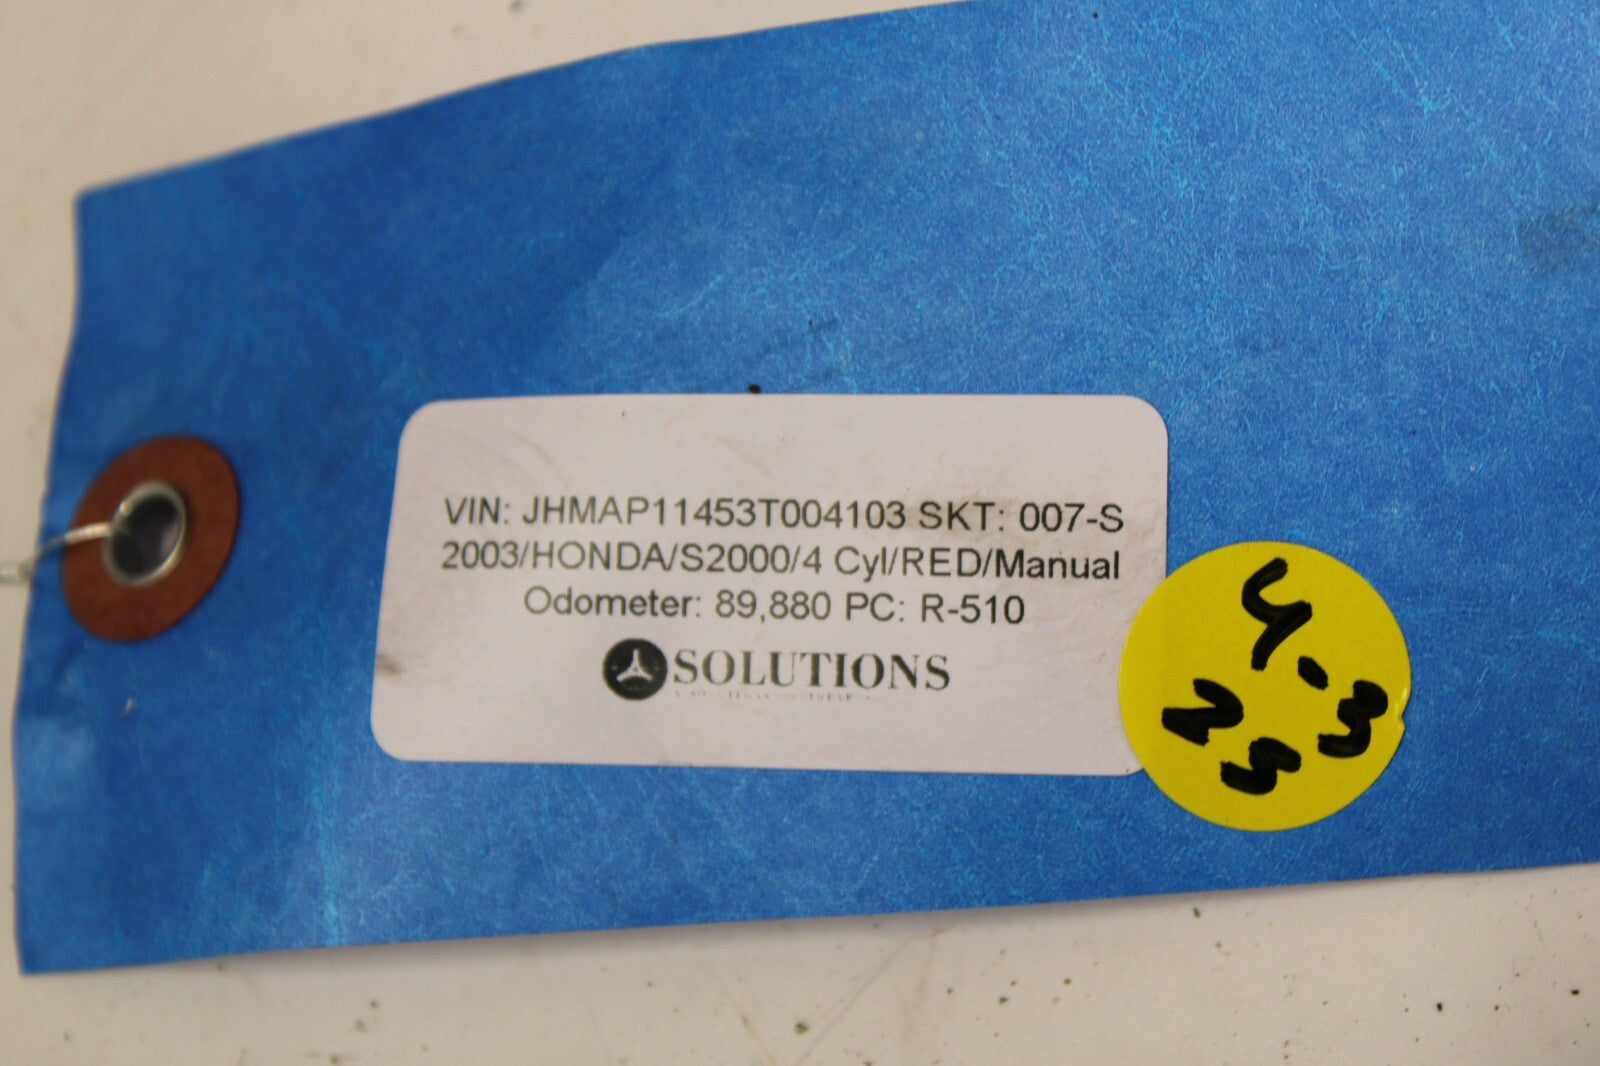 VIN: JHMAP11453T004103 SKT: 007-S
2003/HONDA/S2000/4 Cyl/RED/Manual
Odometer: 89,880 PC: R-510
SOLUTIONS
4-3
25